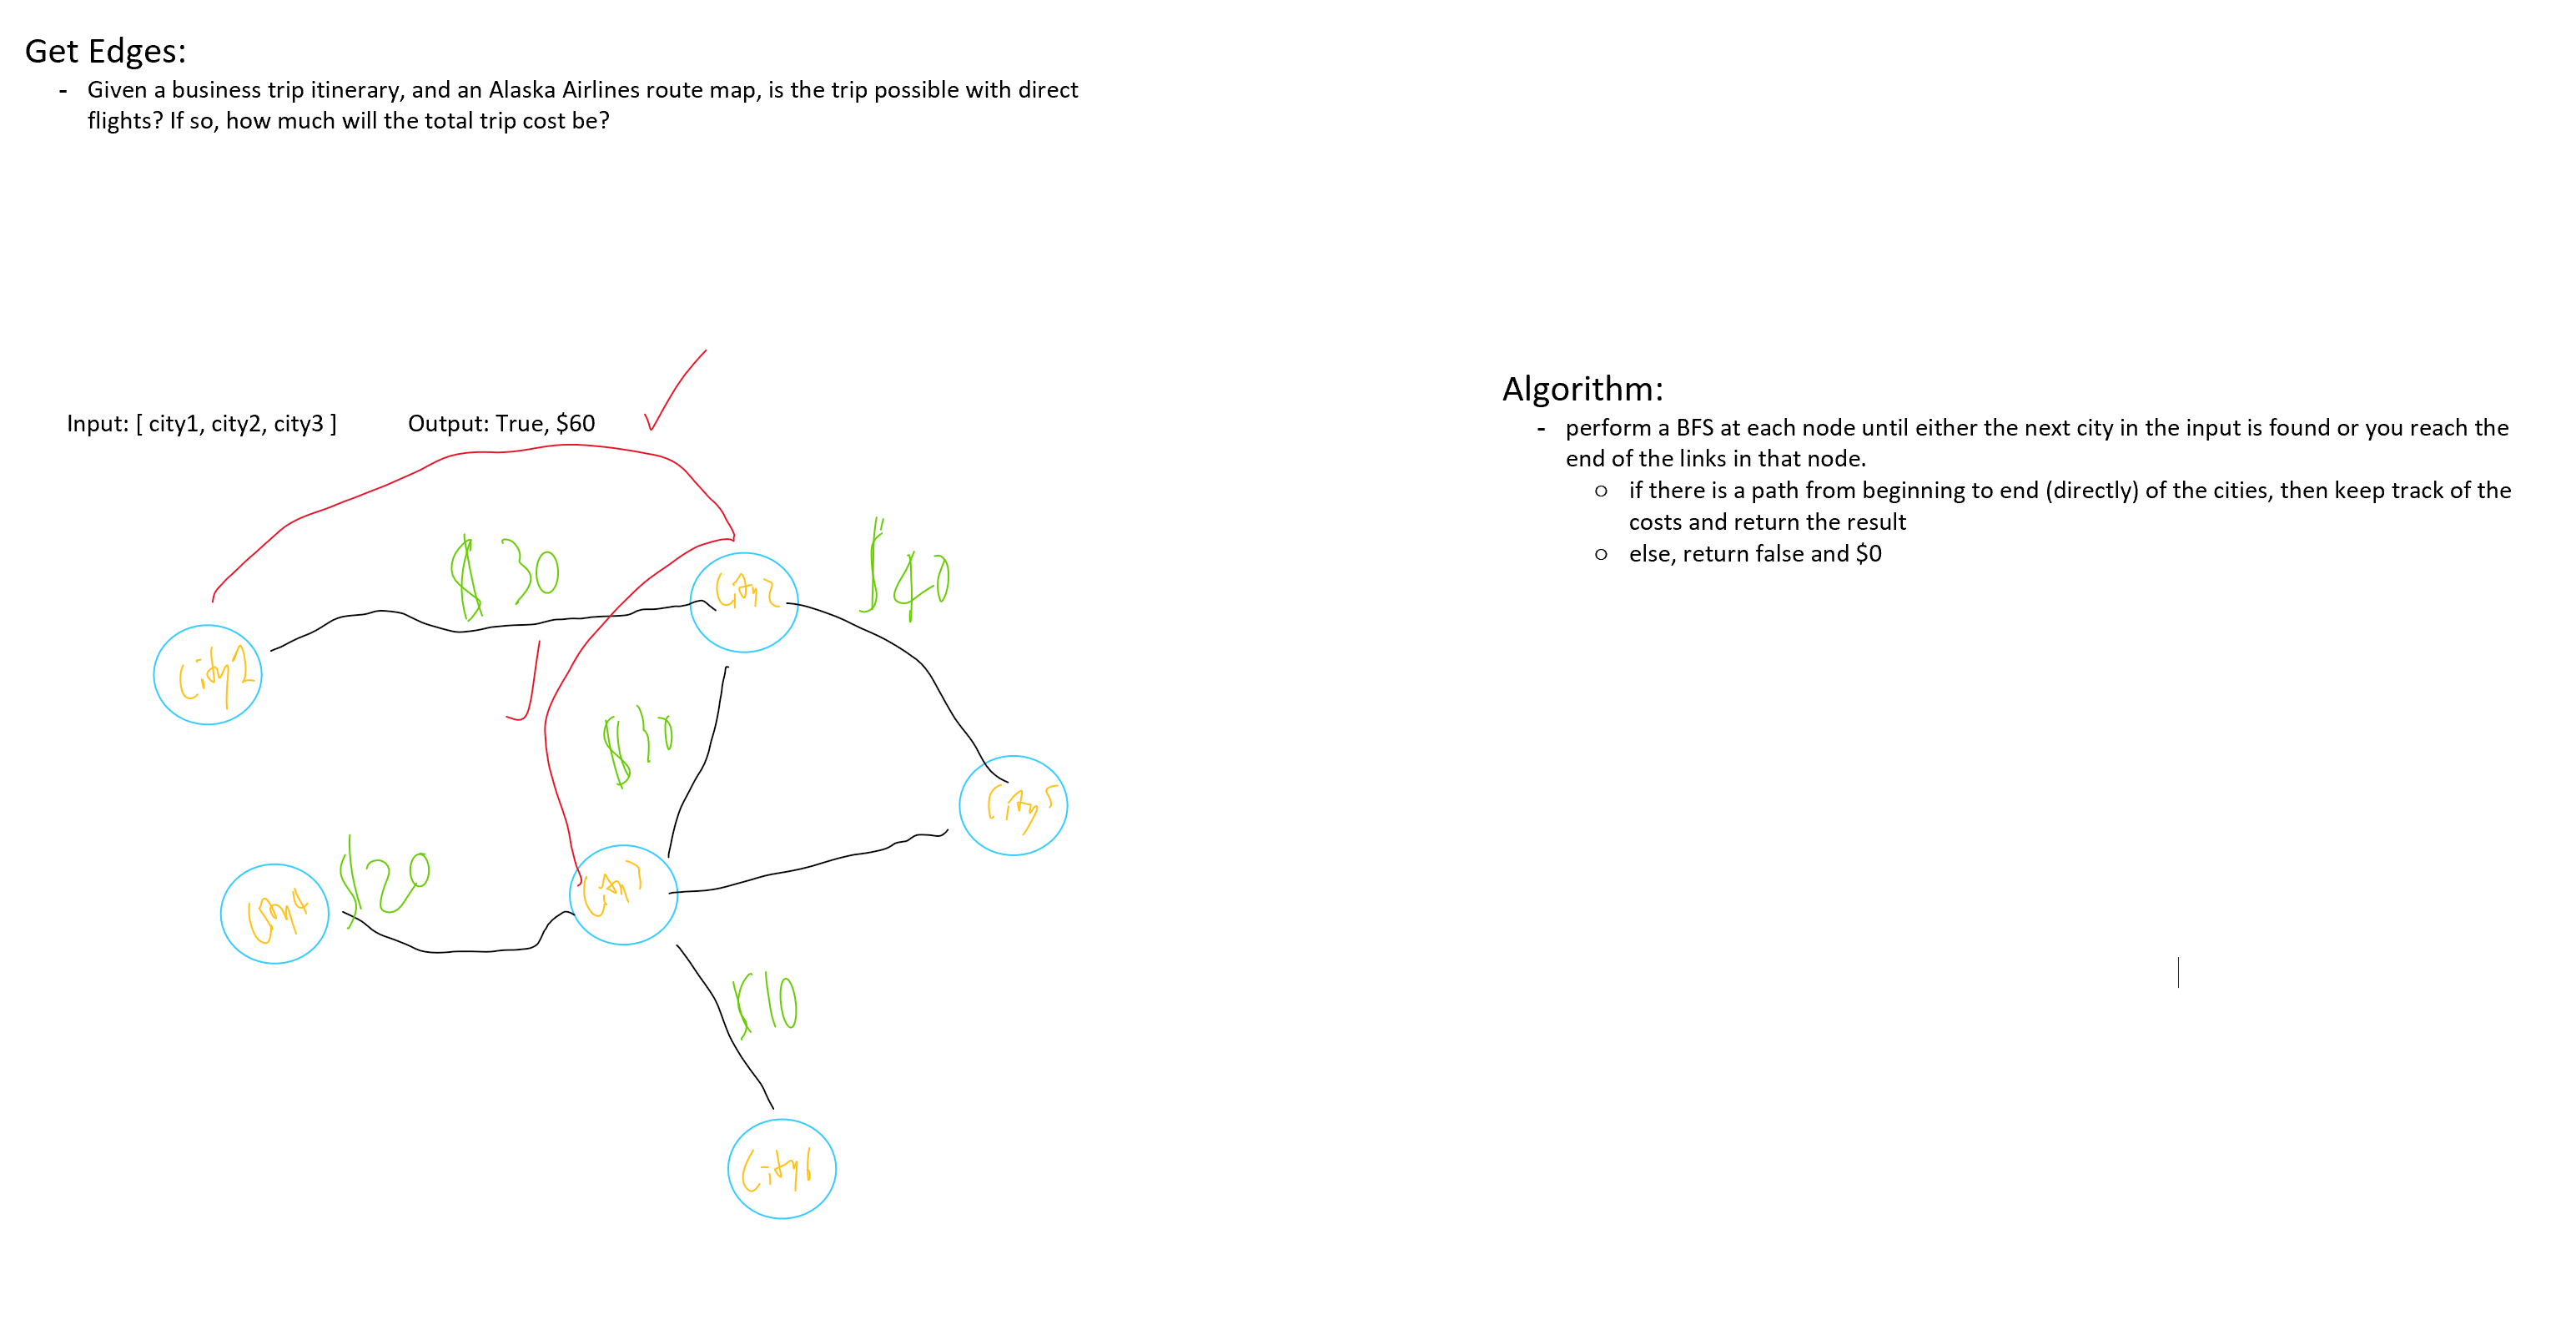 Get Edges:
- Given a business trip itinerary, and an Alaska Airlines route map, is the trip possible with direct
flights? If so, how much will the total trip cost be?
Input: [ city1, city2, city3 ] Output: True, $60
Algorithm:
- perform a BFS at each node until either the next city in the input is found or you reach the
end of the links in that node.
○ if there is a path from beginning to end (directly) of the cities, then keep track of the
costs and return the result
○ else, return false and $0
$30
$40
City2
City
$30
City5
$20
City
City4
$10
City6